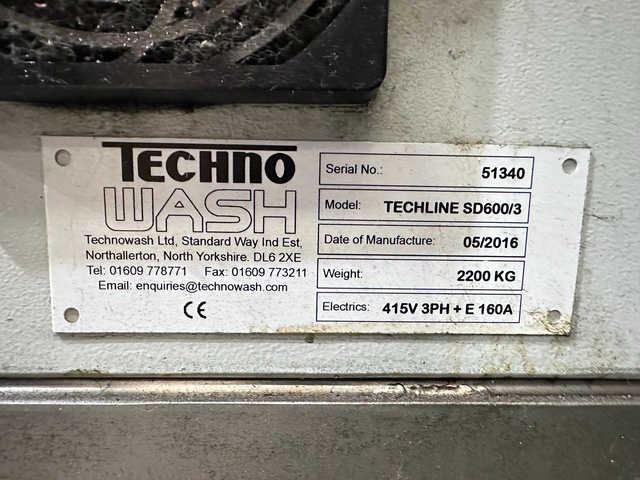 TECHNO
WASH
Technowash Ltd, Standard Way Ind Est,
Northallerton, North Yorkshire. DL6 2XE
Tel: 01609 778771 Fax: 01609 773211
Email: enquiries@technowash.com
CE
Serial No.: 51340
Model: TECHLINE SD600/3
Date of Manufacture: 05/2016
Weight: 2200 KG
Electrics: 415V 3PH + E 160A